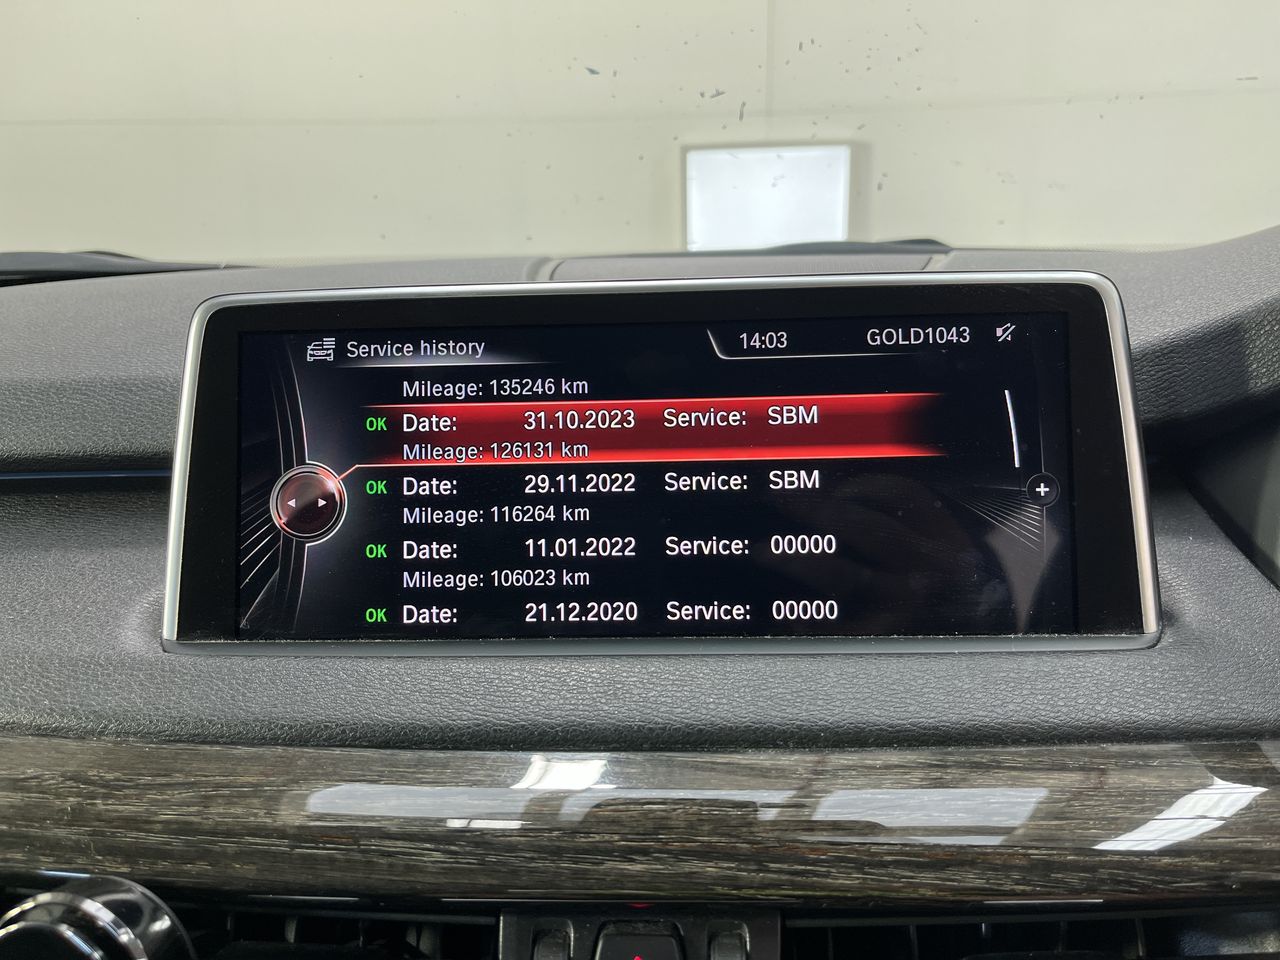 Service history 14:03 GOLD1043
Mileage: 135246 km
OK Date: 31.10.2023 Service: SBM
Mileage: 126131 km
OK Date: 29.11.2022 Service: SBM
Mileage: 116264 km
OK Date: 11.01.2022 Service: 00000
Mileage: 106023 km
OK Date: 21.12.2020 Service: 00000